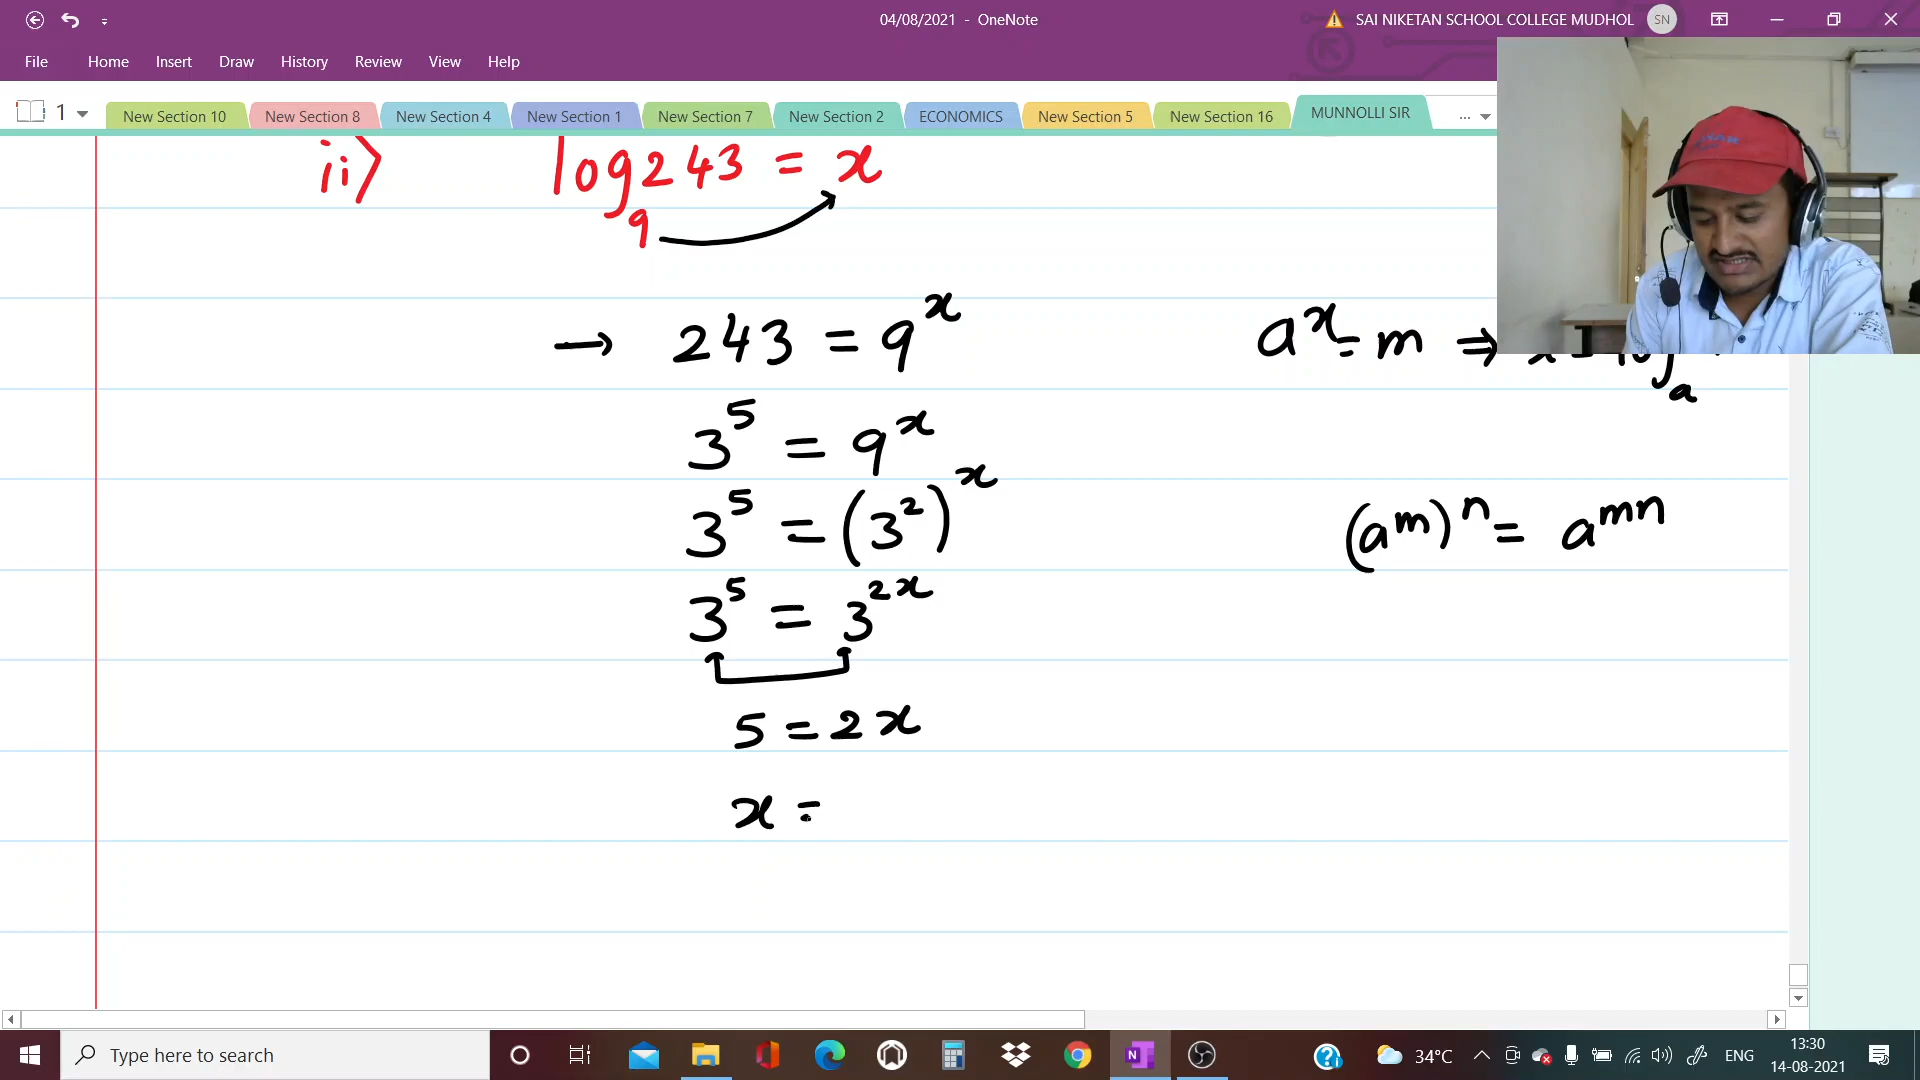 04/08/2021 - OneNote
SAI NIKETAN SCHOOL COLLEGE MUDHOL SN
File Home Insert Draw History Review View Help
1 New Section 10 New Section 8 New Section 4 New Section 1 New Section 7 New Section 2 ECONOMICS New Section 5 New Section 16 MUNNOLLI SIR ...
ii) log₉ 243 = x
→ 243 = 9^x
a^x = m ⇒ x = log a
3^5 = 9^x
3^5 = (3^2)^x
(a^m)^n = a^mn
3^5 = 3^2x
5 = 2x
x =
Type here to search
34°C ENG 13:30
14-08-2021